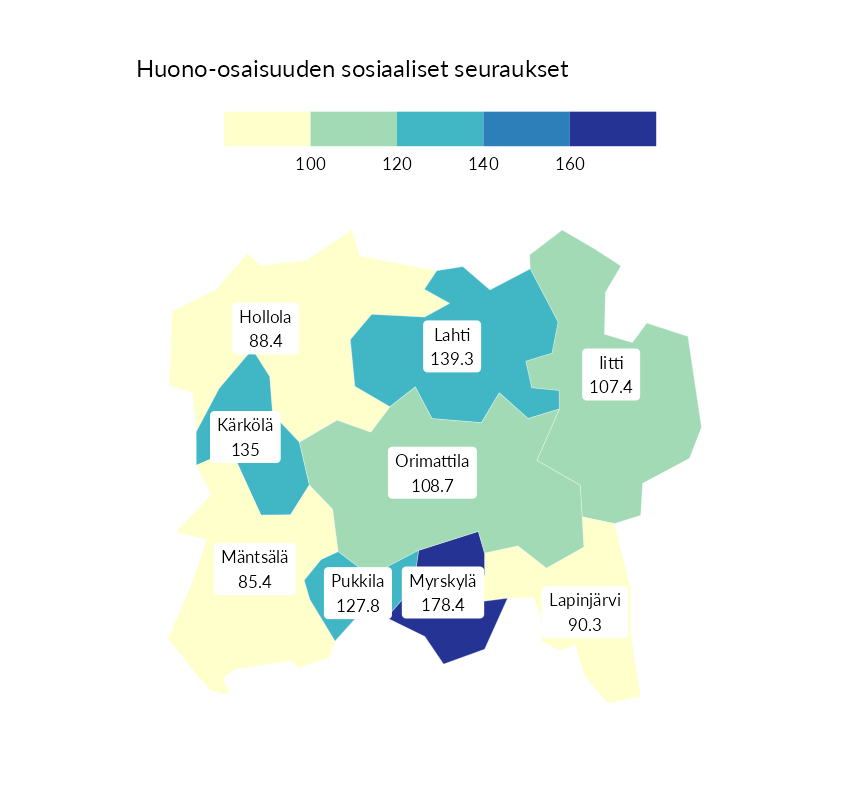 Huono-osaisuuden sosiaaliset seuraukset
100 120 140 160
Hollola
88.4
Lahti
139.3
Iitti
107.4
Kärkölä
135
Orimattila
108.7
Mäntsälä
85.4
Pukkila
127.8
Myrskylä
178.4
Lapinjärvi
90.3